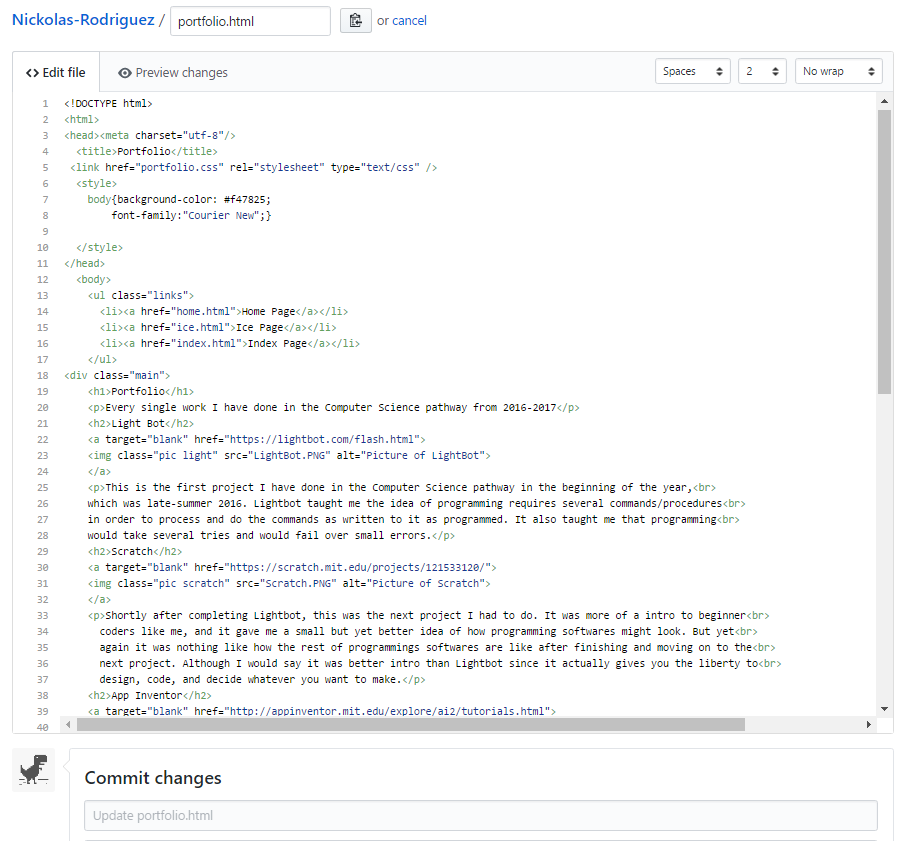 Nickolas-Rodriguez / portfolio.html or cancel
<> Edit file Preview changes Spaces 2 No wrap
1 <!DOCTYPE html>
2 <html>
3 <head><meta charset="utf-8"/>
4 <title>Portfolio</title>
5 <link href="portfolio.css" rel="stylesheet" type="text/css" />
6 <style>
7 body{background-color: #f47825;
8 font-family:"Courier New";}
9
10 </style>
11 </head>
12 <body>
13 <ul class="links">
14 <li><a href="home.html">Home Page</a></li>
15 <li><a href="ice.html">Ice Page</a></li>
16 <li><a href="index.html">Index Page</a></li>
17 </ul>
18 <div class="main">
19 <h1>Portfolio</h1>
20 <p>Every single work I have done in the Computer Science pathway from 2016-2017</p>
21 <h2>Light Bot</h2>
22 <a target="blank" href="https://lightbot.com/flash.html">
23 <img class="pic light" src="LightBot.PNG" alt="Picture of LightBot">
24 </a>
25 <p>This is the first project I have done in the Computer Science pathway in the beginning of the year,<br>
26 which was late-summer 2016. Lightbot taught me the idea of programming requires several commands/procedures<br>
27 in order to process and do the commands as written to it as programmed. It also taught me that programming<br>
28 would take several tries and would fail over small errors.</p>
29 <h2>Scratch</h2>
30 <a target="blank" href="https://scratch.mit.edu/projects/121533120/">
31 <img class="pic scratch" src="Scratch.PNG" alt="Picture of Scratch">
32 </a>
33 <p>Shortly after completing Lightbot, this was the next project I had to do. It was more of a intro to beginner<br>
34 coders like me, and it gave me a small but yet better idea of how programming softwares might look. But yet<br>
35 again it was nothing like how the rest of programmings softwares are like after finishing and moving on to the<br>
36 next project. Although I would say it was better intro than Lightbot since it actually gives you the liberty to<br>
37 design, code, and decide whatever you want to make.</p>
38 <h2>App Inventor</h2>
39 <a target="blank" href="http://appinventor.mit.edu/explore/ai2/tutorials.html">
40
Commit changes
Update portfolio.html